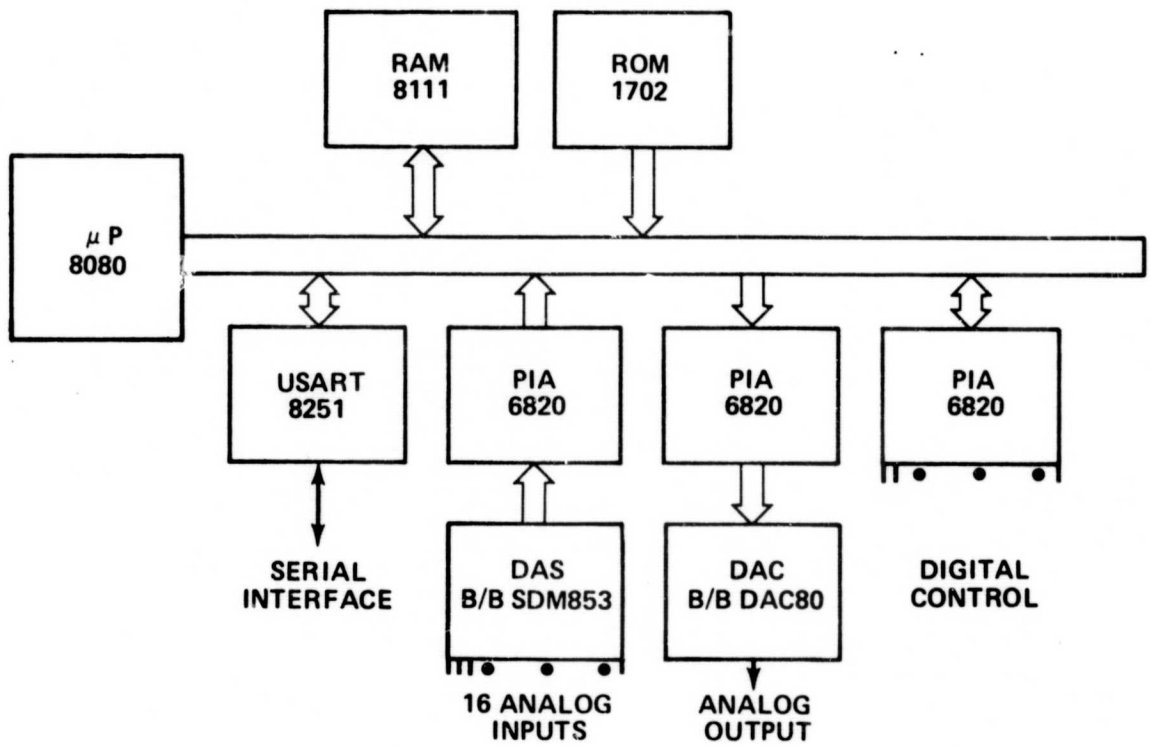 RAM
8111
ROM
1702
μ P
8080
USART
8251
PIA
6820
PIA
6820
PIA
6820
SERIAL
INTERFACE
DAS
B/B SDM853
DAC
B/B DAC80
DIGITAL
CONTROL
16 ANALOG
INPUTS
ANALOG
OUTPUT